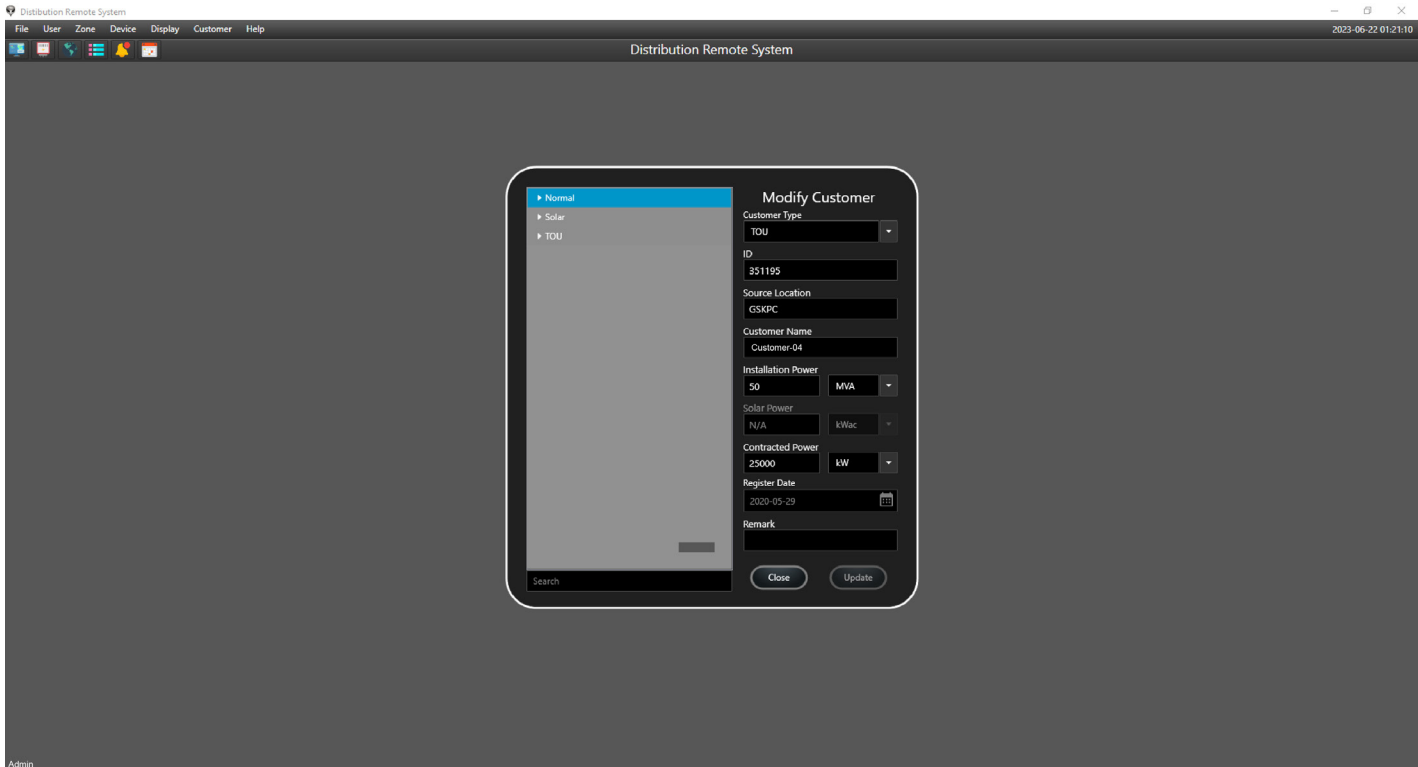 Distibution Remote System
File User Zone Device Display Customer Help
2023-06-22 01:21:10
Distribution Remote System
Normal
Solar
TOU
Search
Modify Customer
Customer Type
TOU
ID
351195
Source Location
GSKPC
Customer Name
Customer-04
Installation Power
50 MVA
Solar Power
N/A kWac
Contracted Power
25000 kW
Register Date
2020-05-29
Remark
Close Update
Admin